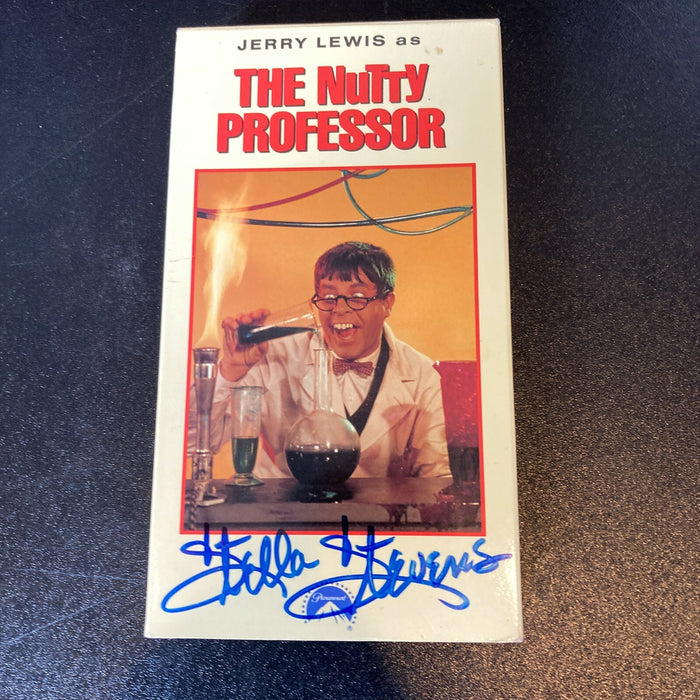 JERRY LEWIS as
THE NuTTy
PROFESSOR
Stella Stevens
Paramount